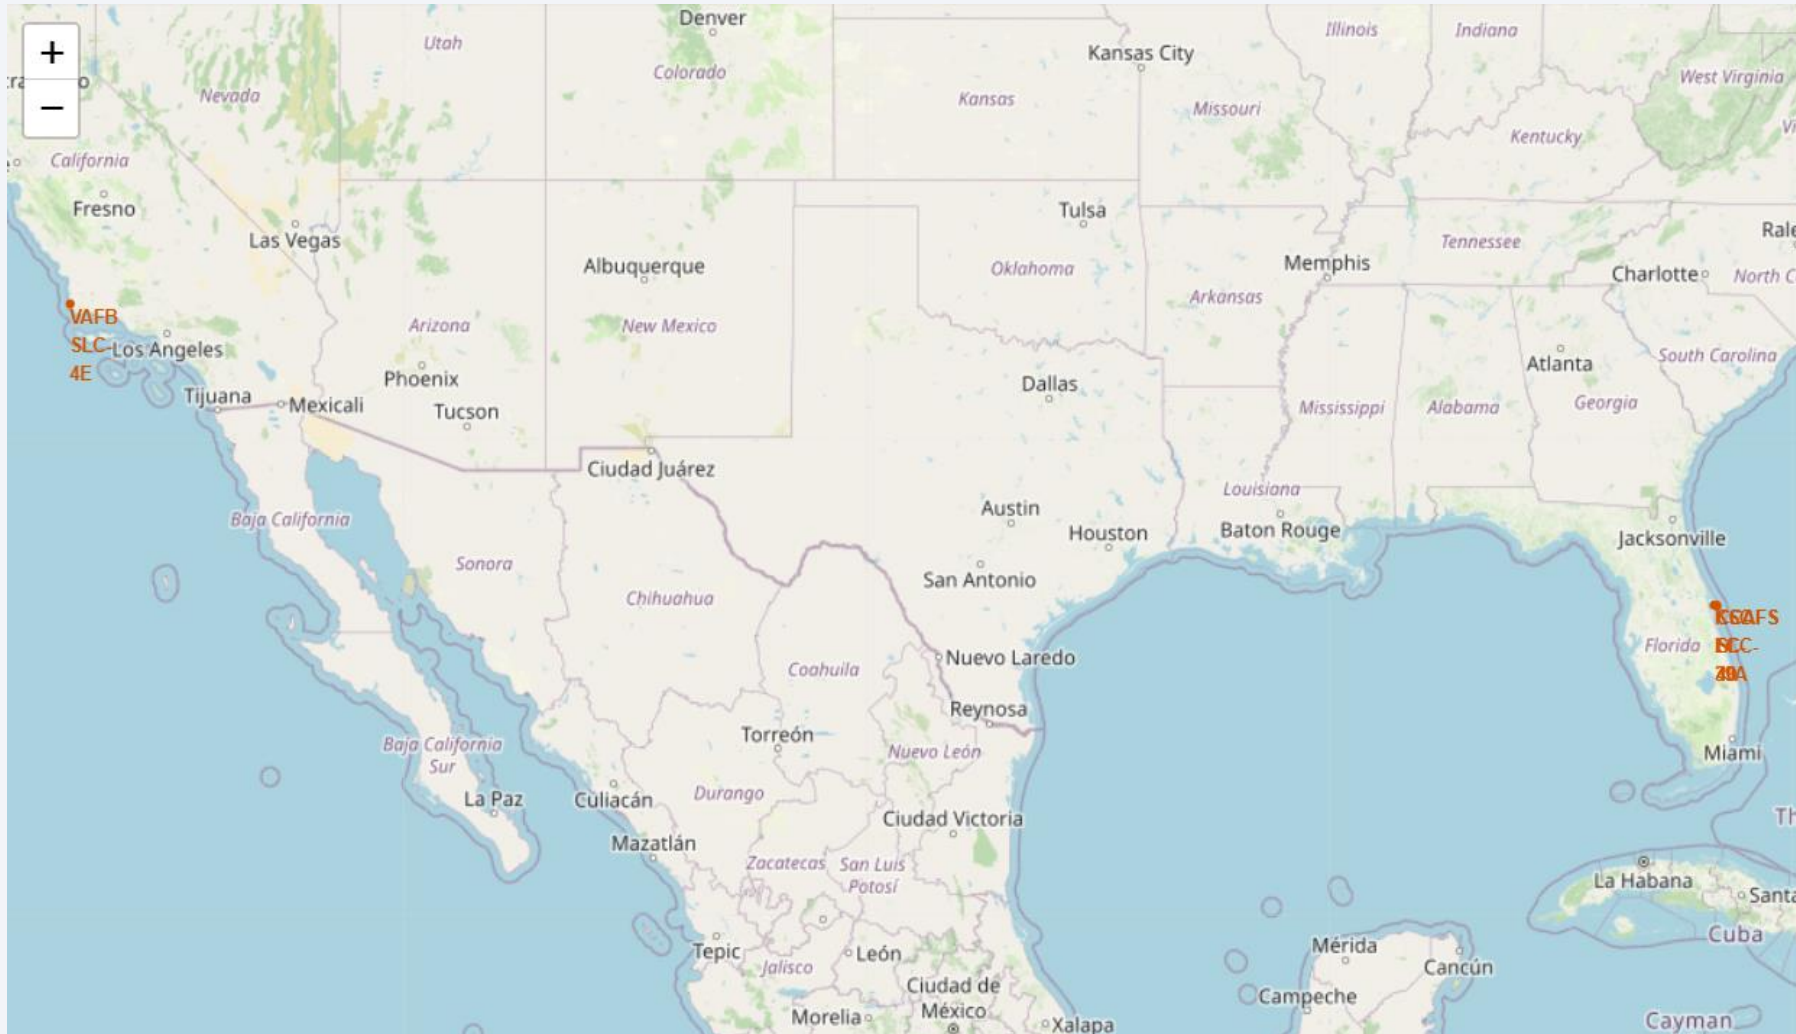 +
−
Denver
Utah
Colorado
Nevada
California
Fresno
Las Vegas
Kansas City
Kansas
Missouri
Illinois
Indiana
West Virginia
Kentucky
Tulsa
Oklahoma
Albuquerque
New Mexico
Arizona
Memphis
Arkansas
Tennessee
Charlotte
North C
Rale
VAFB
SLC-
4E
Los Angeles
Tijuana
Mexicali
Phoenix
Tucson
Dallas
Mississippi
Alabama
Atlanta
Georgia
South Carolina
Ciudad Juárez
Austin
Houston
San Antonio
Louisiana
Baton Rouge
Jacksonville
Baja California
Sonora
Chihuahua
Coahuila
Nuevo Laredo
Reynosa
Florida
Miami
Baja California
Sur
La Paz
Culiacán
Torreón
Durango
Nuevo León
Ciudad Victoria
Mazatlán
Zacatecas
San Luis
Potosí
La Habana
Santa
Cuba
Tepic
Jalisco
León
Ciudad de
México
Morelia
Xalapa
Mérida
Cancún
Campeche
Cayman
Th
Vi